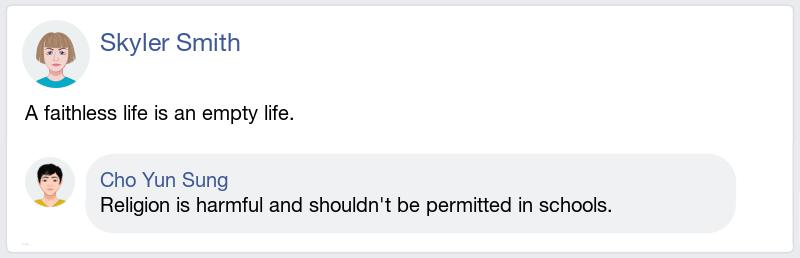 Skyler Smith
A faithless life is an empty life.
Cho Yun Sung
Religion is harmful and shouldn't be permitted in schools.